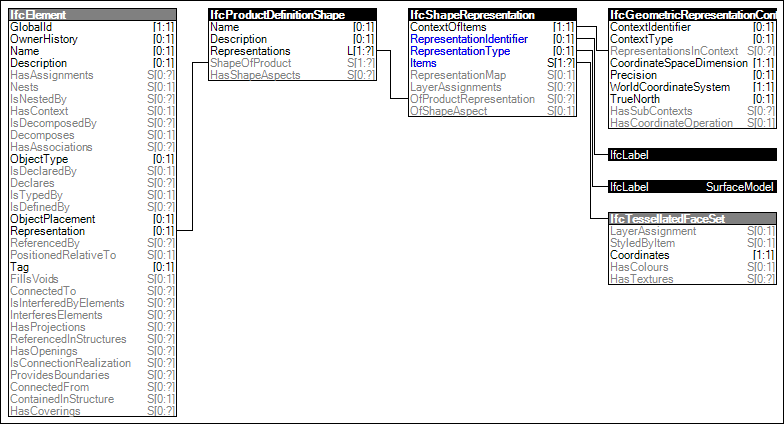 IfcElement
GlobalId [1:1]
OwnerHistory [0:1]
Name [0:1]
Description [0:1]
HasAssignments S[0:?]
Nests S[0:1]
IsNestedBy S[0:?]
HasContext S[0:1]
IsDecomposedBy S[0:?]
Decomposes S[0:1]
HasAssociations S[0:?]
ObjectType [0:1]
IsDeclaredBy S[0:1]
Declares S[0:?]
IsTypedBy S[0:1]
IsDefinedBy S[0:?]
ObjectPlacement [0:1]
Representation [0:1]
ReferencedBy S[0:?]
PositionedRelativeTo S[0:1]
Tag [0:1]
FillsVoids S[0:1]
ConnectedTo S[0:?]
IsInterferedByElements S[0:?]
InterferesElements S[0:?]
HasProjections S[0:?]
ReferencedInStructures S[0:?]
HasOpenings S[0:?]
IsConnectionRealization S[0:?]
ProvidesBoundaries S[0:?]
ConnectedFrom S[0:?]
ContainedInStructure S[0:1]
HasCoverings S[0:?]
IfcProductDefinitionShape
Name [0:1]
Description [0:1]
Representations L[1:?]
ShapeOfProduct S[1:?]
HasShapeAspects S[0:?]
IfcShapeRepresentation
ContextOfItems [1:1]
RepresentationIdentifier [0:1]
RepresentationType [0:1]
Items S[1:?]
RepresentationMap S[0:1]
LayerAssignments S[0:?]
OfProductRepresentation S[0:?]
OfShapeAspect S[0:1]
IfcGeometricRepresentationCon
ContextIdentifier [0:1]
ContextType [0:1]
RepresentationsInContext S[0:?]
CoordinateSpaceDimension [1:1]
Precision [0:1]
WorldCoordinateSystem [1:1]
TrueNorth [0:1]
HasSubContexts S[0:?]
HasCoordinateOperation S[0:1]
IfcLabel
IfcLabel SurfaceModel
IfcTessellatedFaceSet
LayerAssignment S[0:1]
StyledByItem S[0:1]
Coordinates [1:1]
HasColours S[0:1]
HasTextures S[0:?]